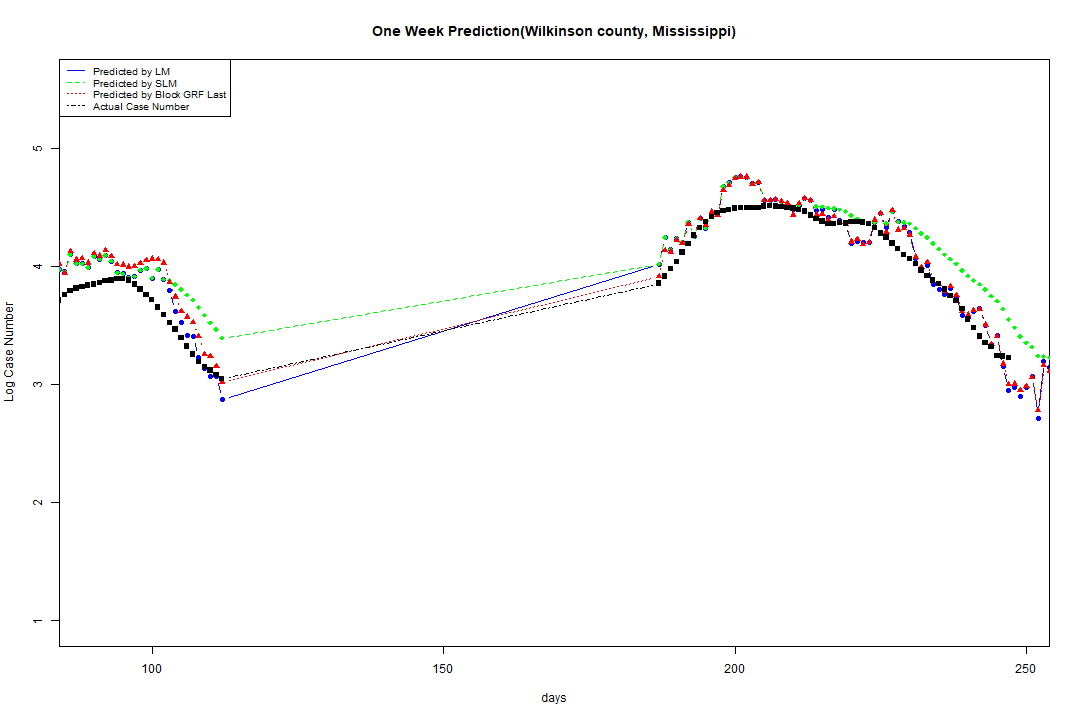 One Week Prediction(Wilkinson county, Mississippi)
Predicted by LM
Predicted by SLM
Predicted by Block GRF Last
Actual Case Number
5
4
3
2
1
Log Case Number
100
150
200
250
days